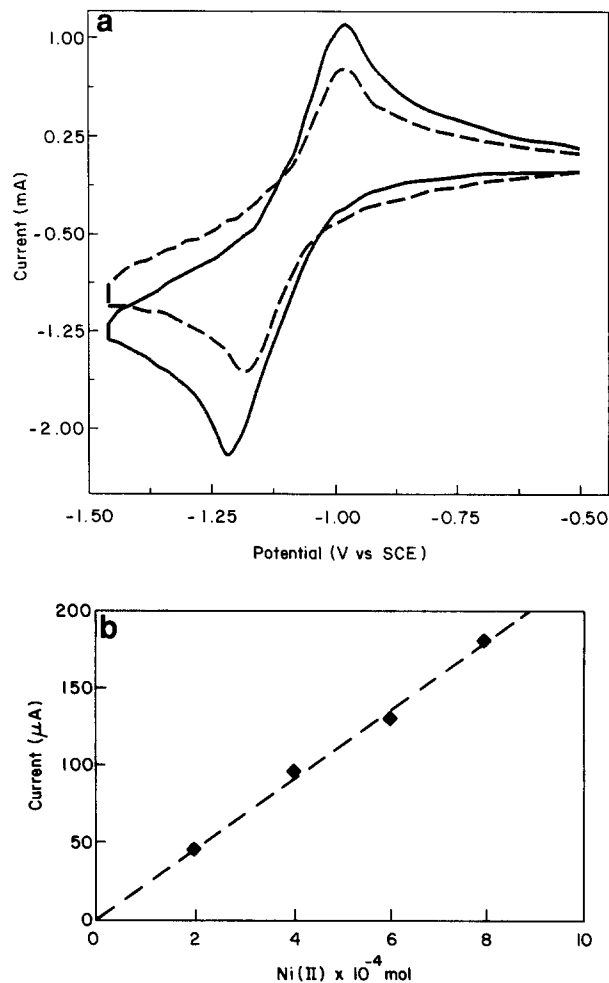 a
1.00
0.25
-0.50
-1.25
-2.00
Current (mA)
-1.50 -1.25 -1.00 -0.75 -0.50
Potential (V vs SCE)
b
200
150
100
50
0
Current (μA)
0 2 4 6 8 10
Ni(II) x 10-4 mol